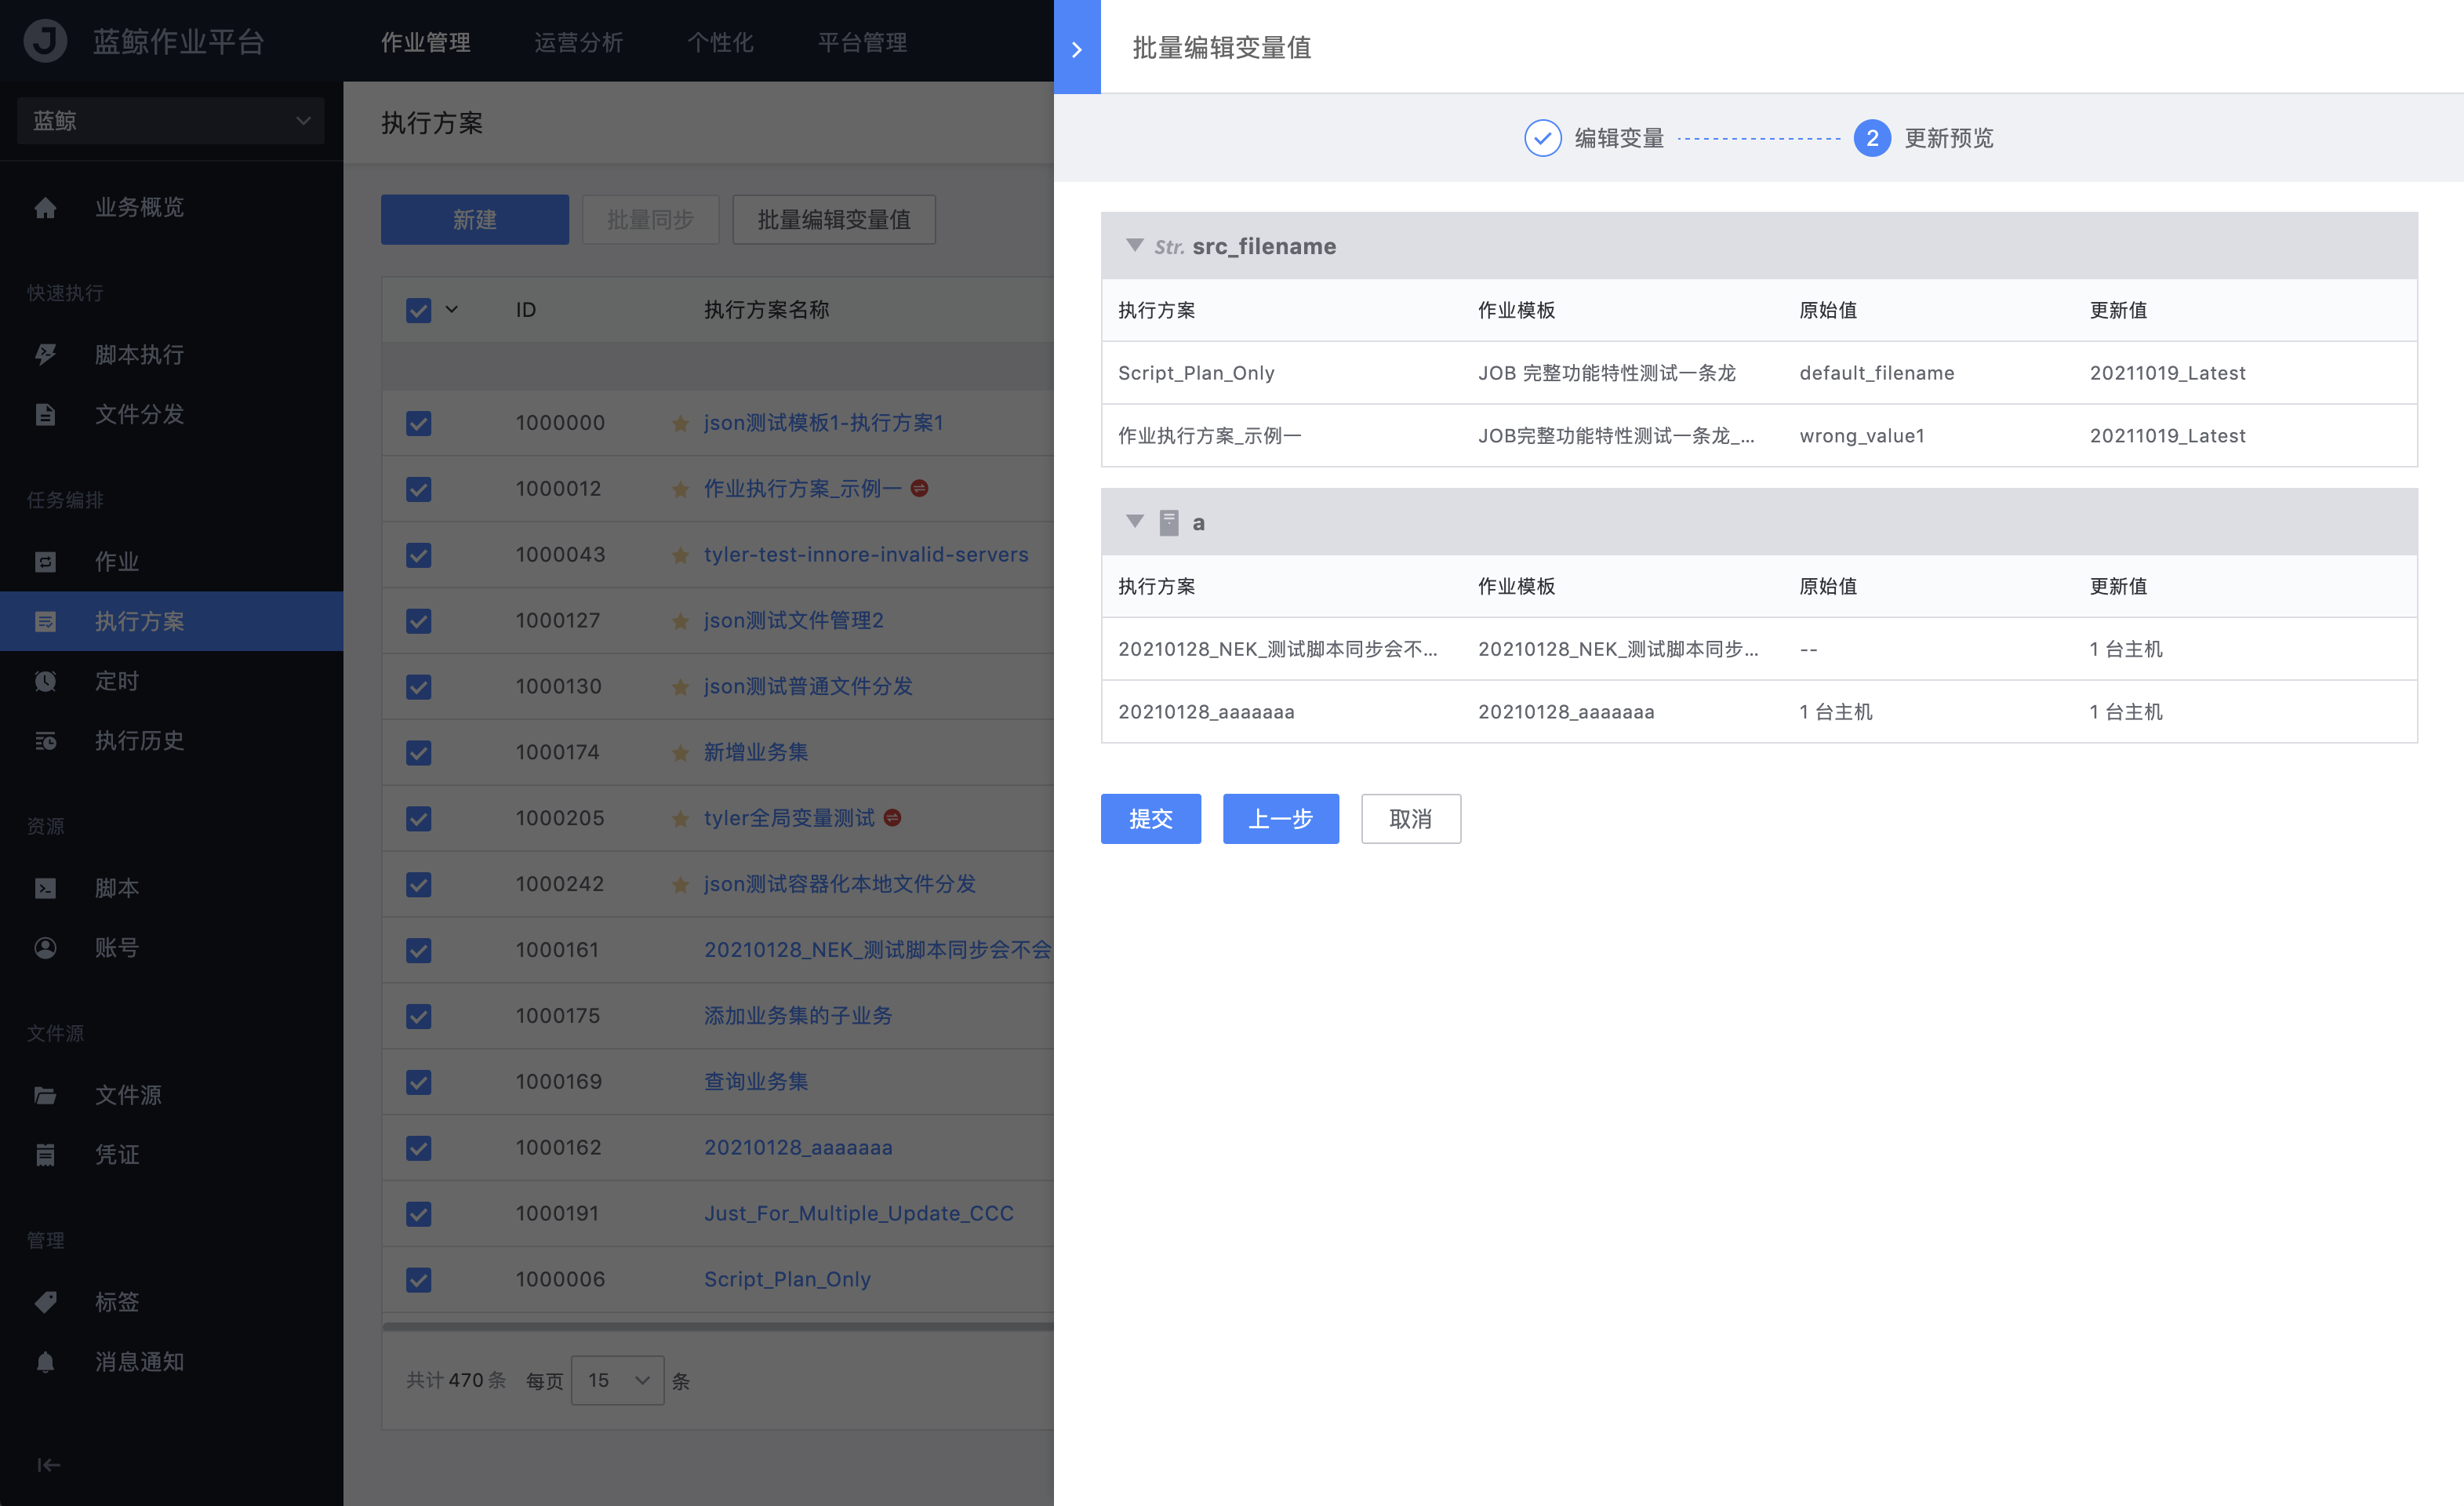 蓝鲸作业平台
作业管理 运营分析 个性化 平台管理
蓝鲸
业务概览
快速执行
脚本执行
文件分发
任务编排
作业
执行方案
定时
执行历史
资源
脚本
账号
文件源
文件源
凭证
管理
标签
消息通知
执行方案
新建 批量同步 批量编辑变量值
ID 执行方案名称
1000000 json测试模板1-执行方案1
1000012 作业执行方案_示例一
1000043 tyler-test-innore-invalid-servers
1000127 json测试文件管理2
1000130 json测试普通文件分发
1000174 新增业务集
1000205 tyler全局变量测试
1000242 json测试容器化本地文件分发
1000161 20210128_NEK_测试脚本同步会不会
1000175 添加业务集的子业务
1000169 查询业务集
1000162 20210128_aaaaaaa
1000191 Just_For_Multiple_Update_CCC
1000006 Script_Plan_Only
共计 470 条 每页 15 条
批量编辑变量值
编辑变量 2 更新预览
Str. src_filename
执行方案 作业模板 原始值 更新值
Script_Plan_Only JOB 完整功能特性测试一条龙 default_filename 20211019_Latest
作业执行方案_示例一 JOB完整功能特性测试一条龙_... wrong_value1 20211019_Latest
a
执行方案 作业模板 原始值 更新值
20210128_NEK_测试脚本同步会不... 20210128_NEK_测试脚本同步... -- 1 台主机
20210128_aaaaaaa 20210128_aaaaaaa 1 台主机 1 台主机
提交 上一步 取消